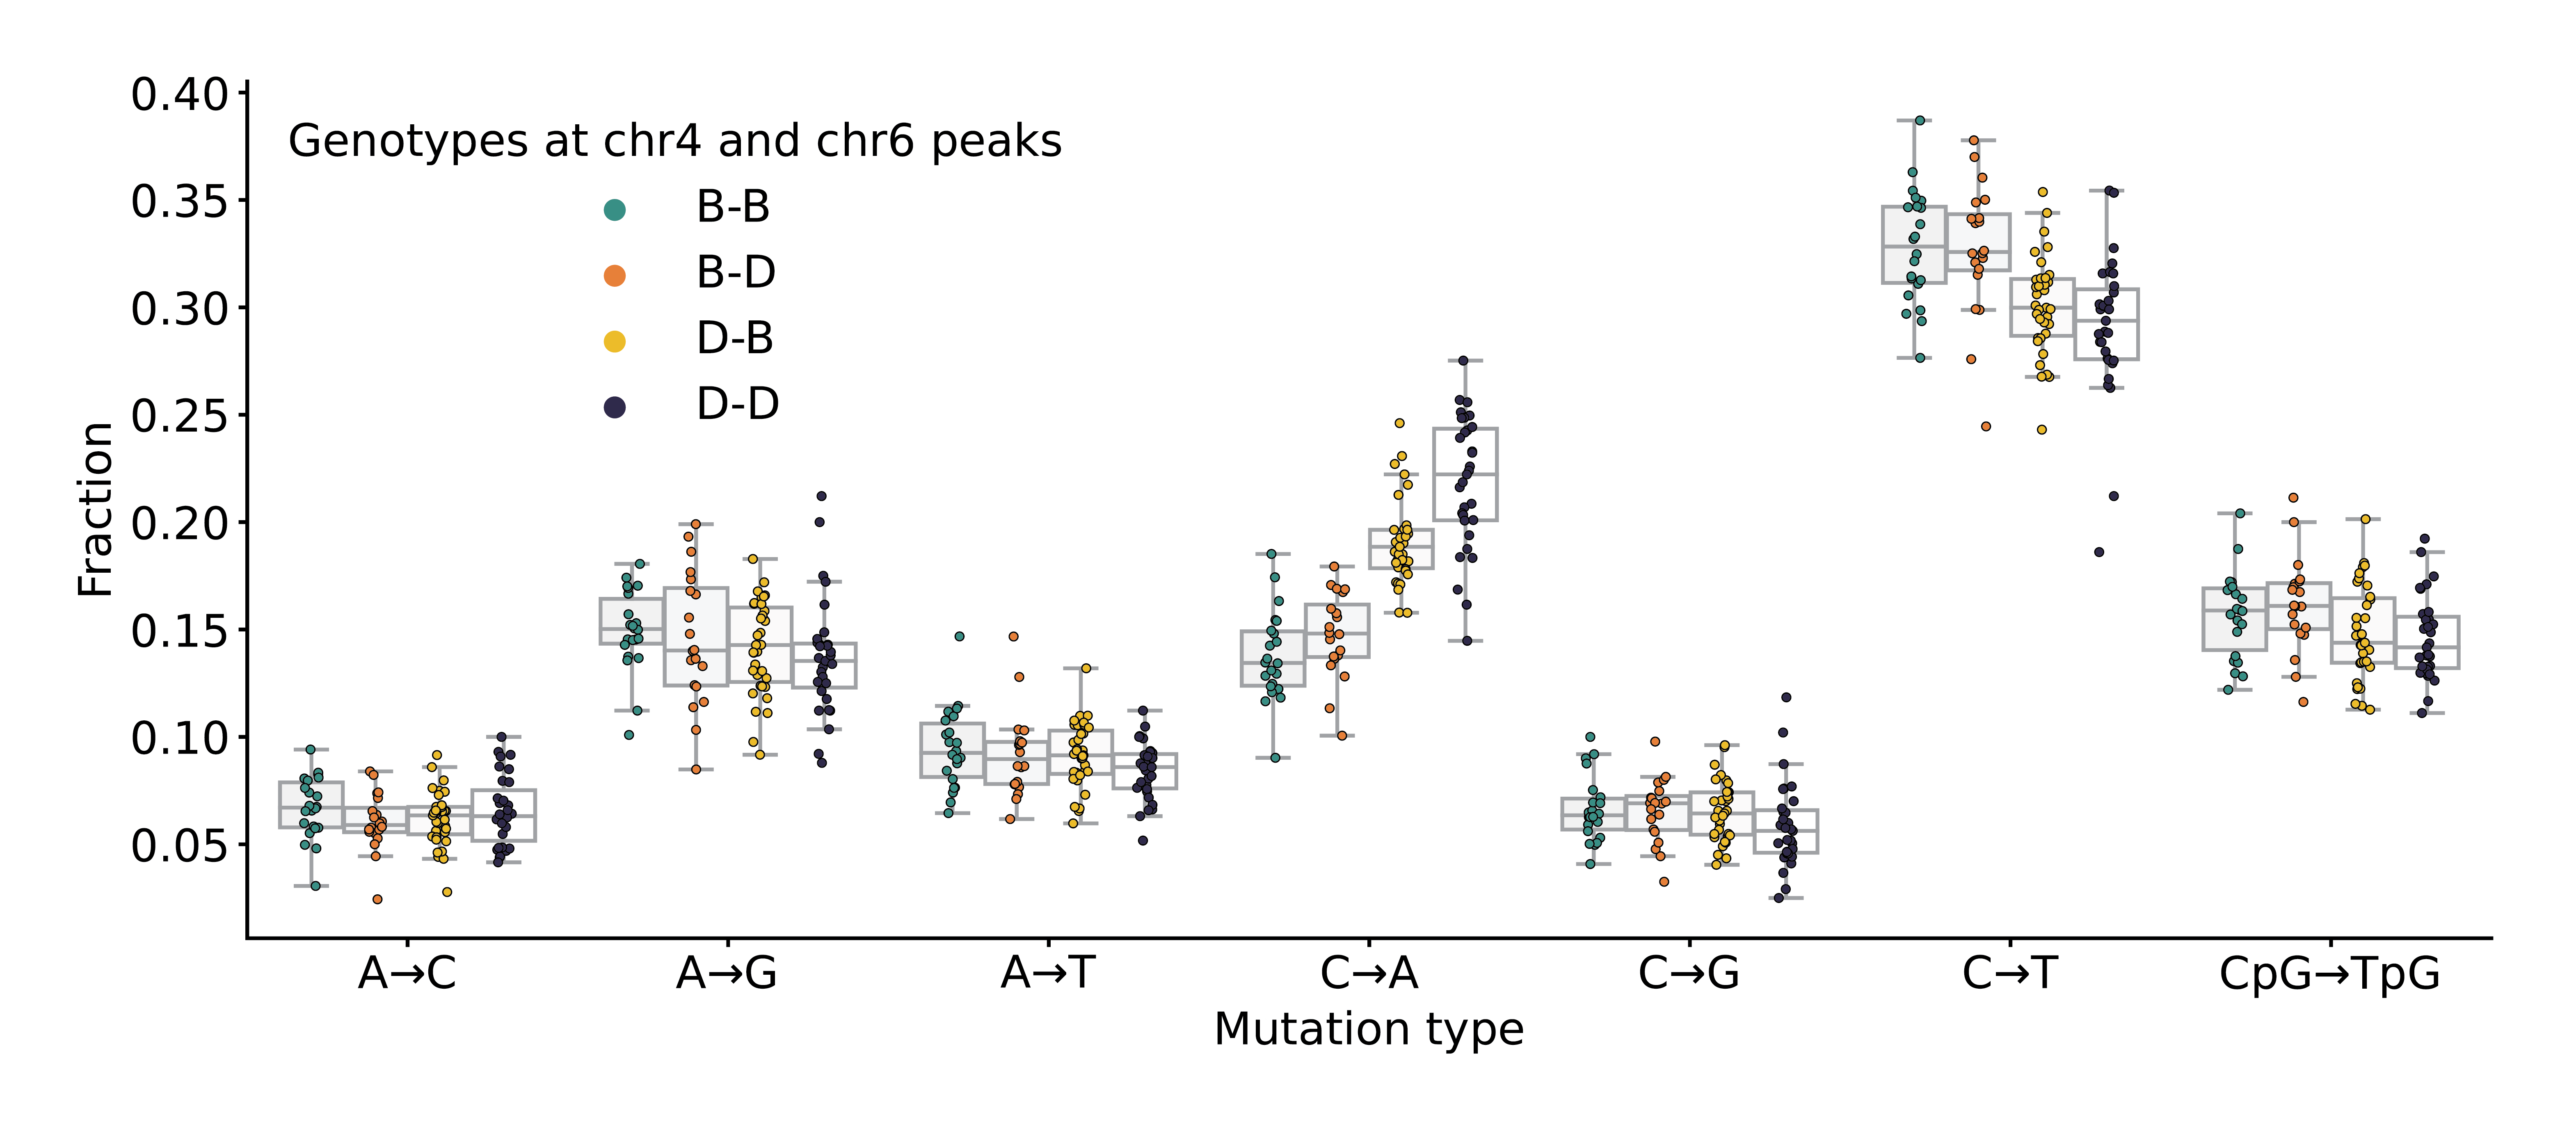 0.40
0.35
0.30
0.25
0.20
0.15
0.10
0.05
Fraction
Genotypes at chr4 and chr6 peaks
B-B
B-D
D-B
D-D
A→C A→G A→T C→A C→G C→T CpG→TpG
Mutation type